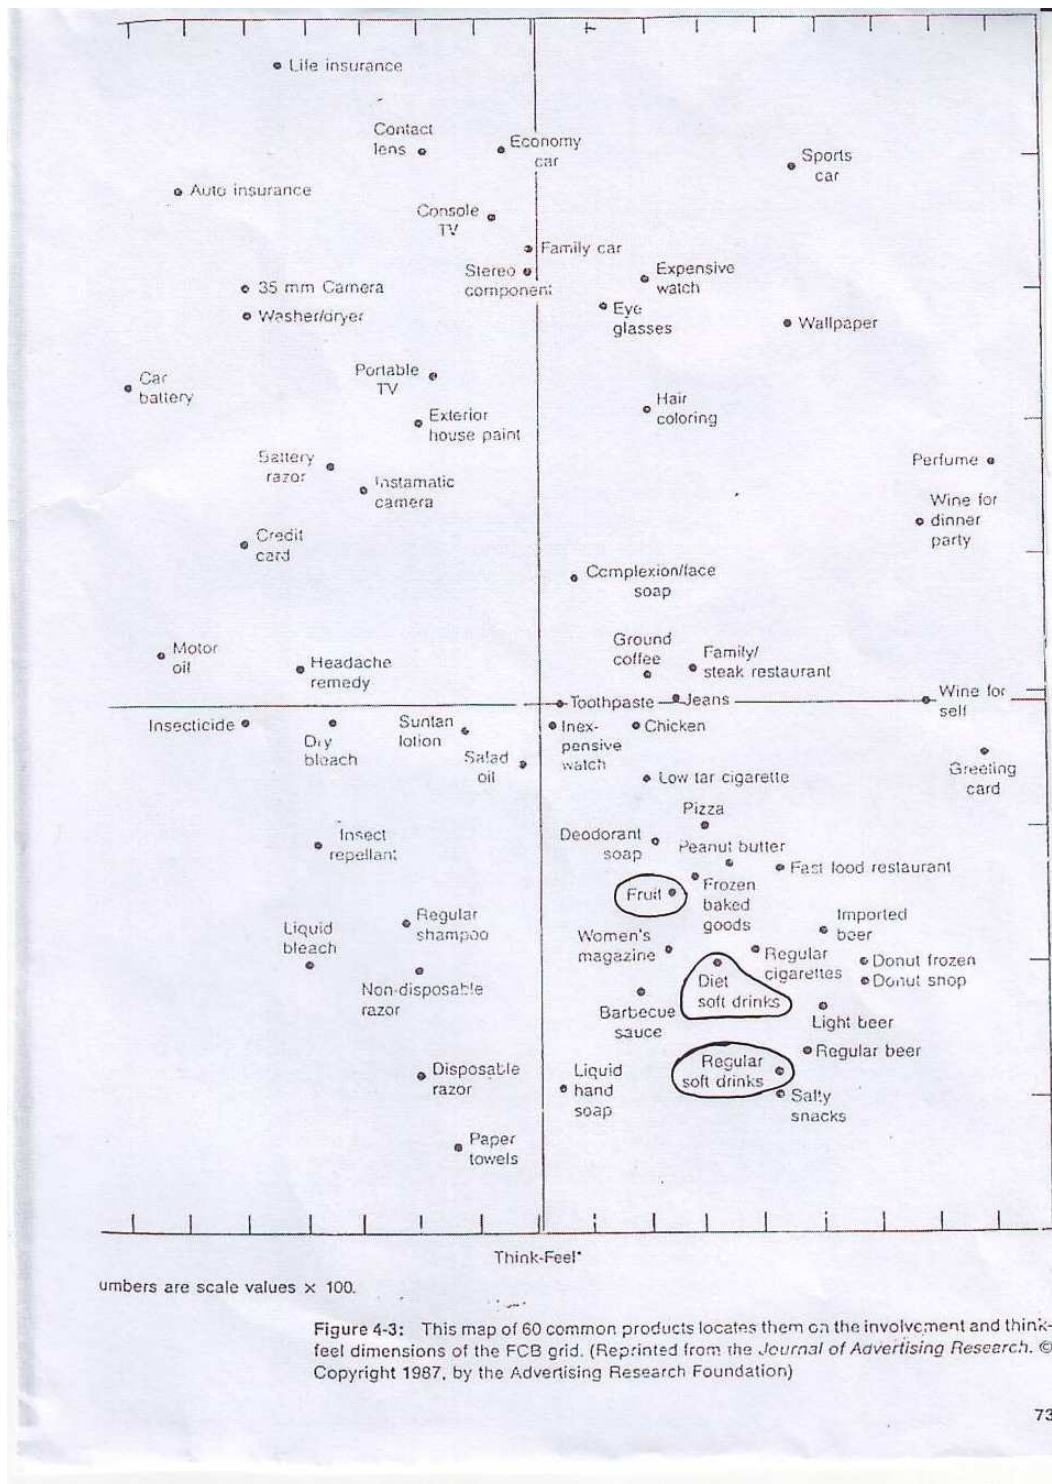 Life insurance
Contact
lens
Economy
car
Sports
car
Auto insurance
Console
TV
Family car
Stereo
component
Expensive
watch
35 mm Camera
Eye
glasses
Washer/dryer
Wallpaper
Portable
TV
Car
battery
Hair
coloring
Exterior
house paint
Battery
razor
Perfume
Instamatic
camera
Wine for
dinner
party
Credit
card
Complexion/face
soap
Ground
coffee
Family/
steak restaurant
Motor
oil
Headache
remedy
Toothpaste
Jeans
Wine for
self
Insecticide
Dry
bleach
Suntan
lotion
Salad
oil
Inex-
pensive
watch
Chicken
Greeting
card
Low tar cigarette
Pizza
Deodorant
soap
Peanut butter
Insect
repellant
Fast food restaurant
Fruit
Frozen
baked
goods
Imported
beer
Regular
shampoo
Liquid
bleach
Women's
magazine
Regular
cigarettes
Donut frozen
Donut shop
Diet
soft drinks
Non-disposable
razor
Barbecue
sauce
Light beer
Regular beer
Regular
soft drinks
Disposable
razor
Liquid
hand
soap
Salty
snacks
Paper
towels
Think-Feel*
umbers are scale values × 100.
Figure 4-3: This map of 60 common products locates them on the involvement and think-
feel dimensions of the FCB grid. (Reprinted from the Journal of Advertising Research. ©
Copyright 1987, by the Advertising Research Foundation)
73